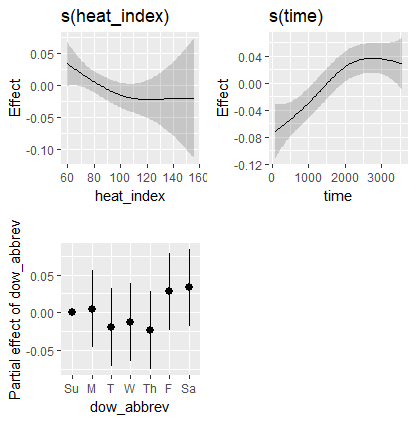 s(heat_index)
0.05
0.00
-0.05
-0.10
Effect
60 80 100 120 140 16
heat_index
s(time)
0.04
0.00
-0.04
-0.08
-0.12
Effect
0 1000 2000 3000
time
0.05
0.00
-0.05
Partial effect of dow_abbrev
Su M T W Th F Sa
dow_abbrev